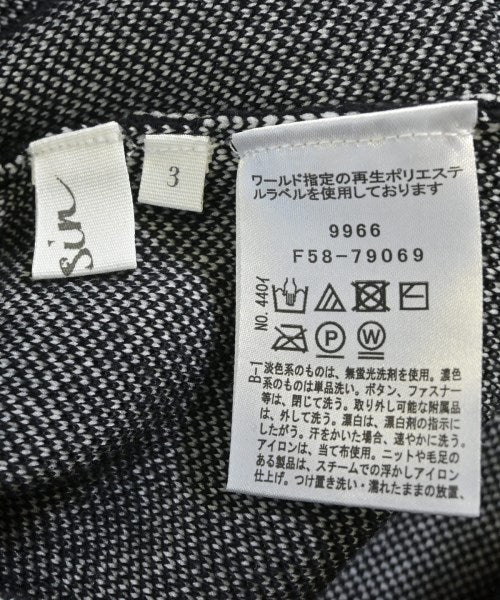 sin
3
ワールド指定の再生ポリエステ
ルラベルを使用しております
9966
F58-79069
NO.440イ
P
W
B-1
淡色系のものは、無蛍光洗剤を使用。濃色
系のものは単品洗い。ボタン、ファスナー
等は、閉じて洗う。取り外し可能な附属品
は、外して洗う。漂白は、漂白剤の指示に
したがう。汗をかいた場合、速やかに洗う。
アイロンは、当て布使用。ニットや毛足の
ある製品は、スチームでの浮かしアイロン
仕上げ。つけ置き洗い・濡れたままの放置、